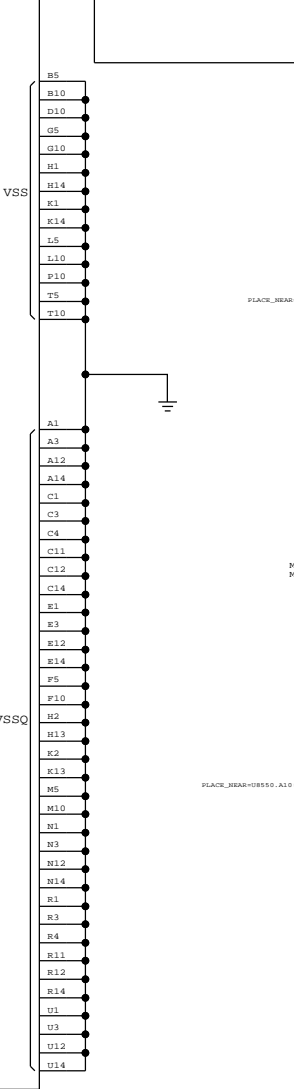 B5
B10
D10
G5
G10
H1
VSS
H14
K1
K14
L5
L10
P10
T5
PLACE_NEAR=
T10
A1
A3
A12
A14
C1
C3
C4
C11
C12
C14
E1
E3
E12
E14
F5
F10
H2
VSSQ
H13
K2
K13
M5
PLACE_NEAR=U8550.A10
M10
N1
N3
N12
N14
R1
R3
R4
R11
R12
R14
U1
U3
U12
U14